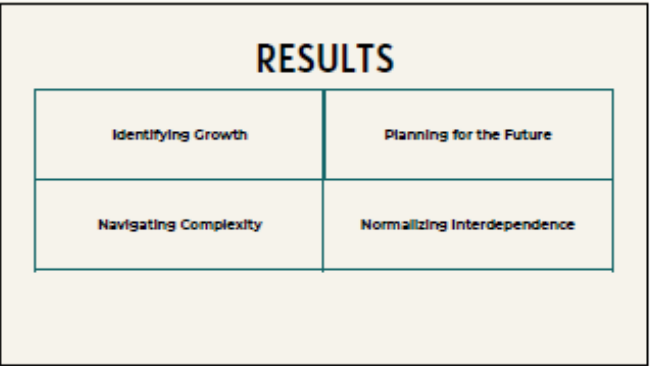 RESULTS
Identifying Growth
Planning for the Future
Navigating Complexity
Normalizing Interdependence